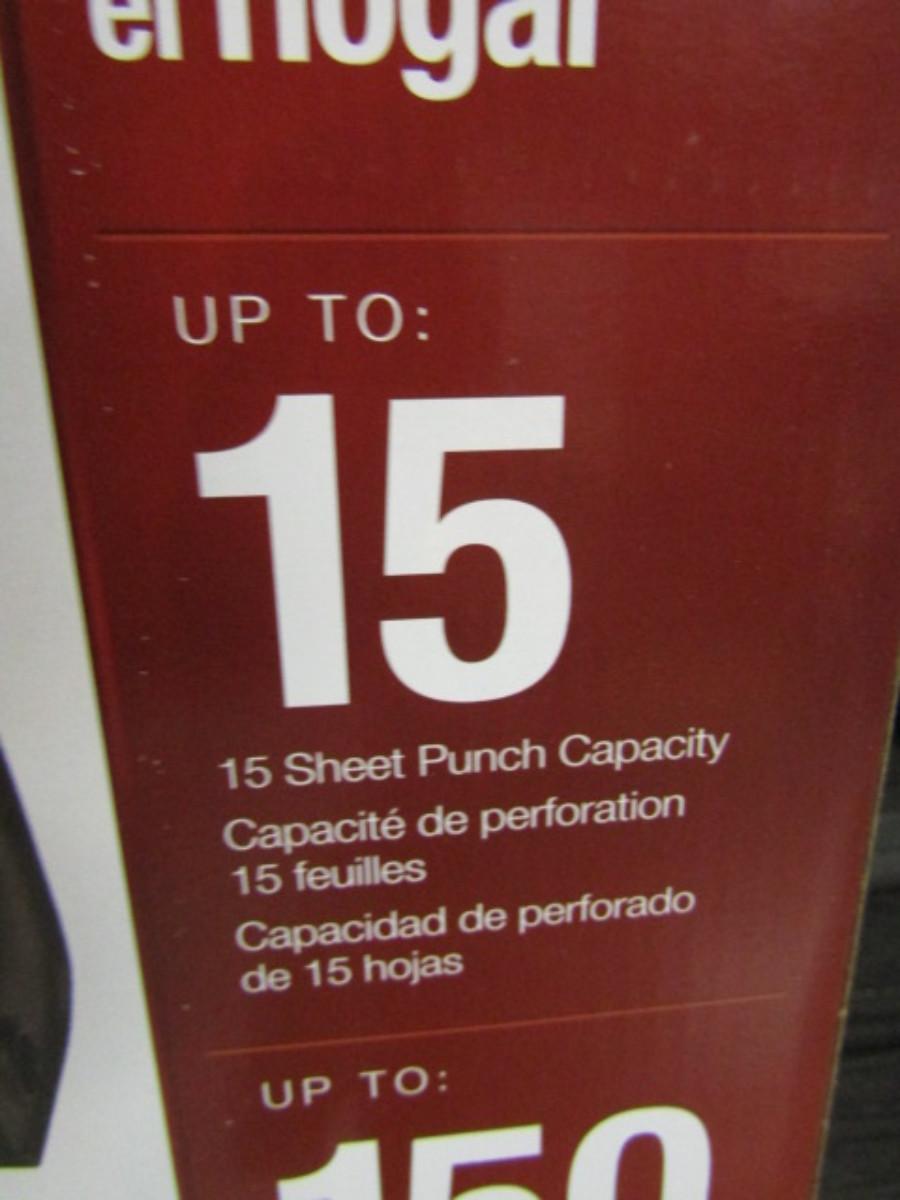 el hogar
UP TO:
15
15 Sheet Punch Capacity
Capacité de perforation
15 feuilles
Capacidad de perforado
de 15 hojas
UP TO:
150